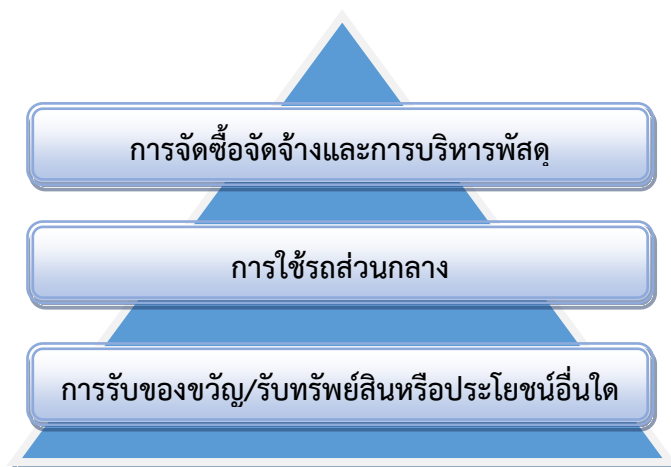 การจัดซื้อจัดจ้างและการบริหารพัสดุ
การใช้รถส่วนกลาง
การรับของขวัญ/รับทรัพย์สินหรือประโยชน์อื่นใด